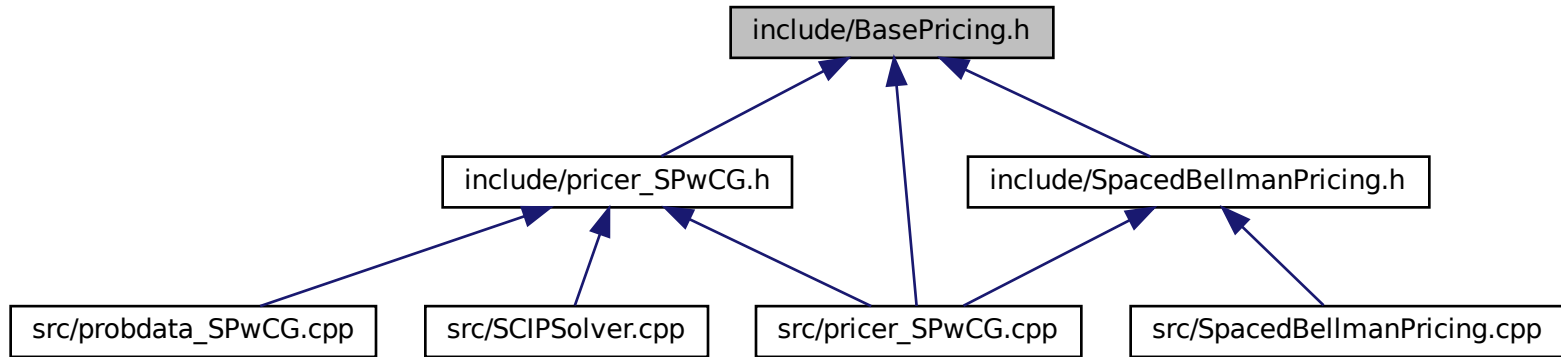 include/BasePricing.h
include/pricer_SPwCG.h
include/SpacedBellmanPricing.h
src/probdata_SPwCG.cpp
src/SCIPSolver.cpp
src/pricer_SPwCG.cpp
src/SpacedBellmanPricing.cpp